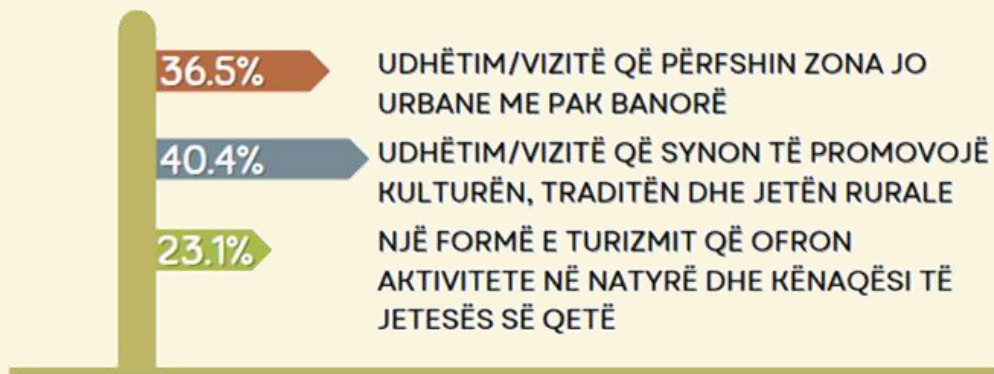 36.5%
UDHËTIM/VIZITË QË PËRFSHIN ZONA JO
URBANE ME PAK BANORË
40.4%
UDHËTIM/VIZITË QË SYNON TË PROMOVOJË
KULTURËN, TRADITËN DHE JETËN RURALE
23.1%
NJË FORMË E TURIZMIT QË OFRON
AKTIVITETE NË NATYRË DHE KËNAQËSI TË
JETESËS SË QETË